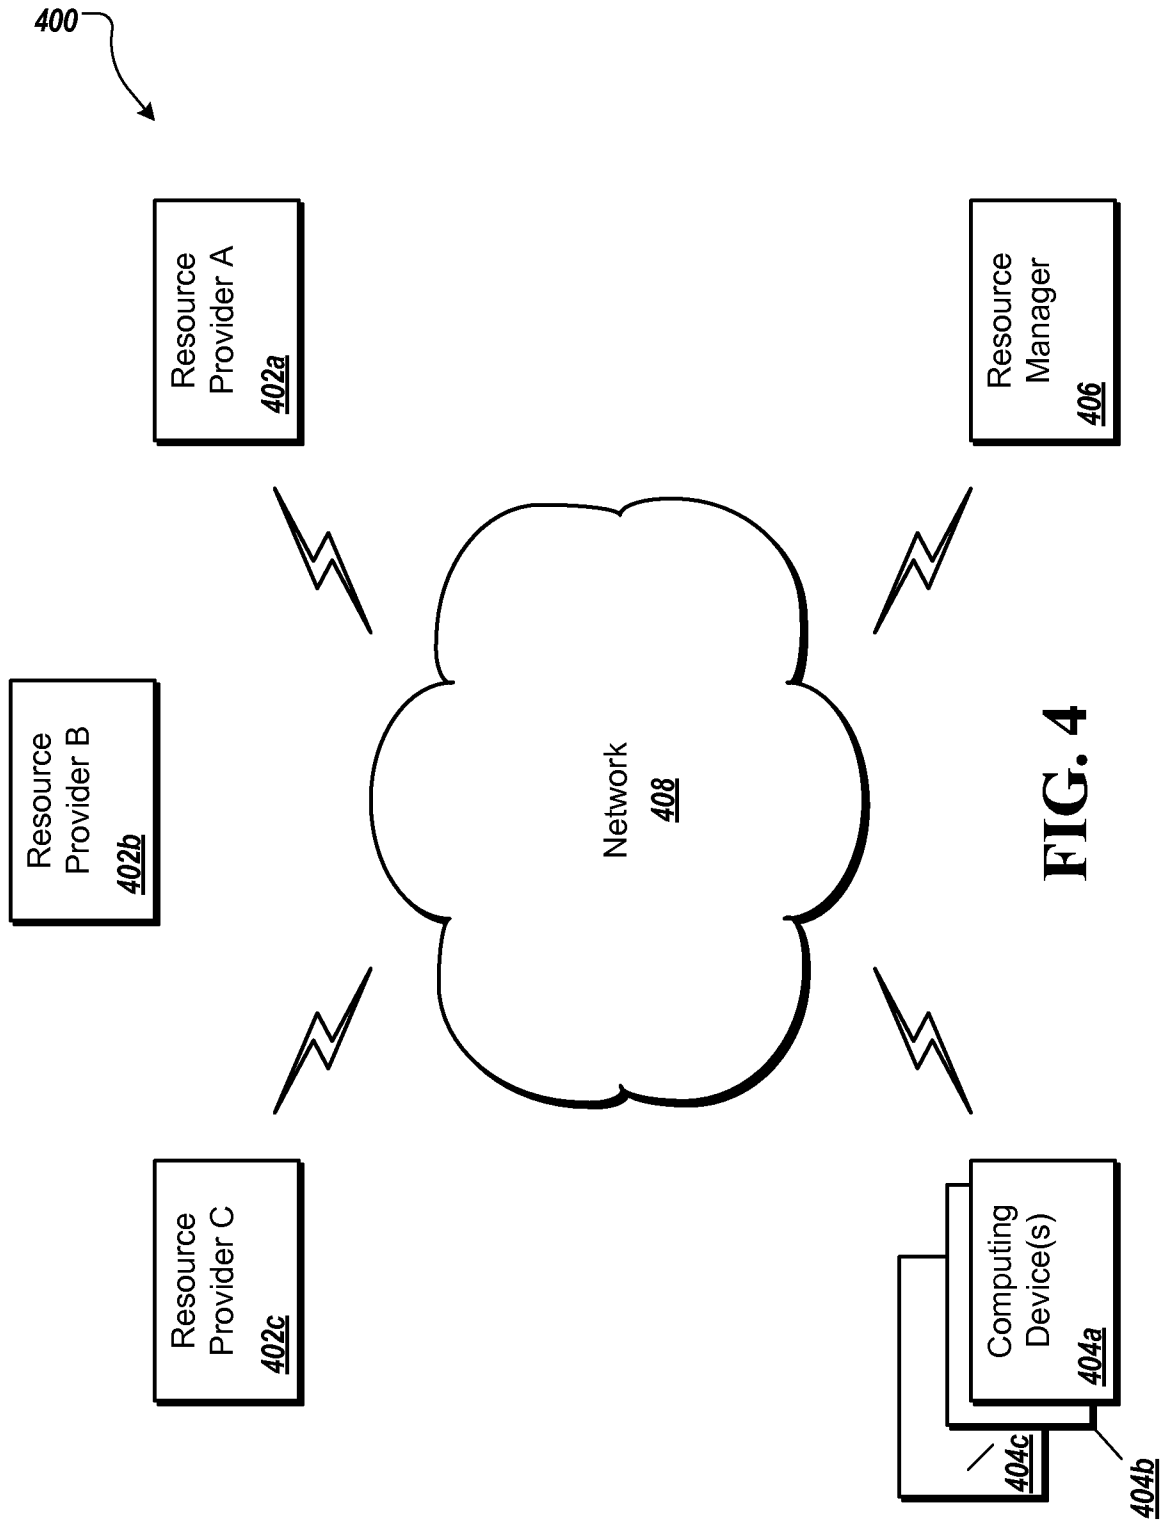 400
Resource
Provider B
402b
Resource
Provider C
402c
Resource
Provider A
402a
Network
408
404c
404b
Computing
Device(s)
404a
Resource
Manager
406
FIG. 4